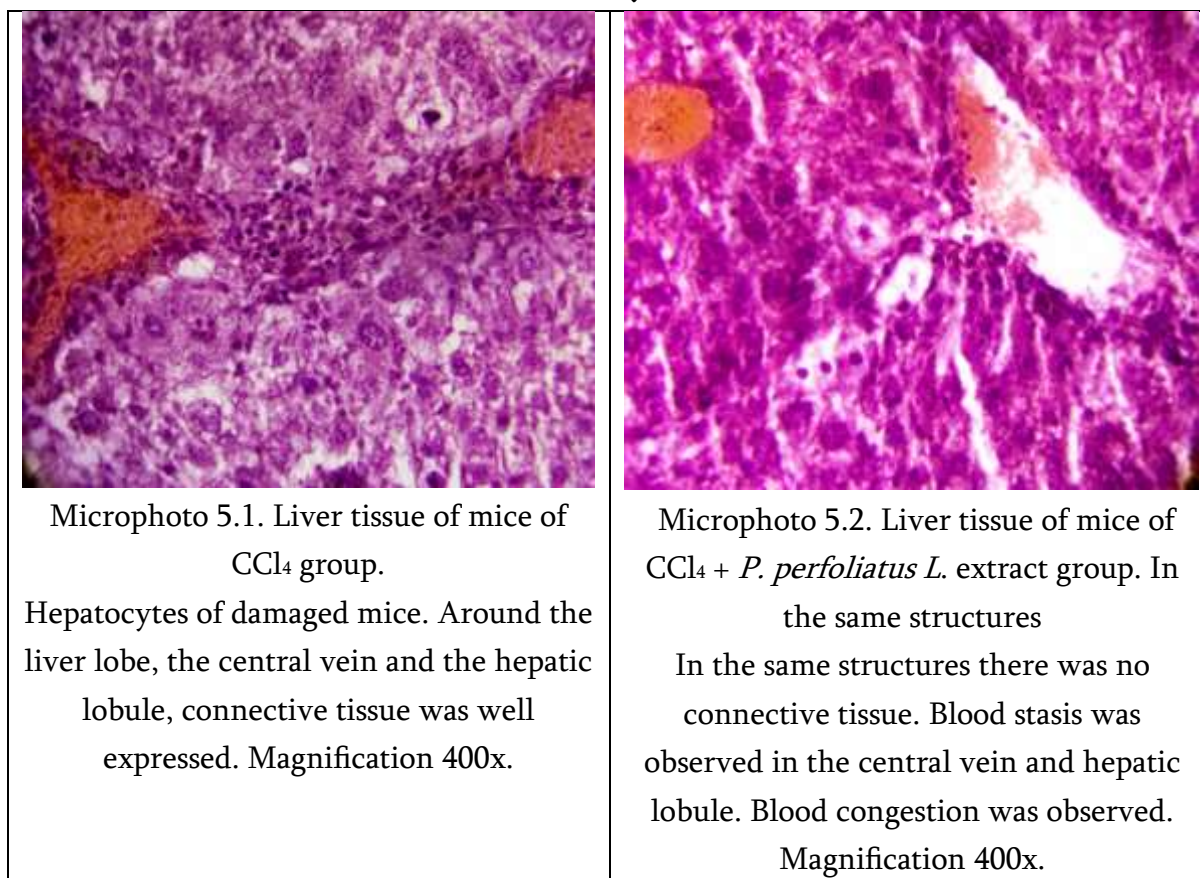 Microphoto 5.1. Liver tissue of mice of
CCl₄ group.
Hepatocytes of damaged mice. Around the
liver lobe, the central vein and the hepatic
lobule, connective tissue was well
expressed. Magnification 400x.
Microphoto 5.2. Liver tissue of mice of
CCl₄ + P. perfoliatus L. extract group. In
the same structures
In the same structures there was no
connective tissue. Blood stasis was
observed in the central vein and hepatic
lobule. Blood congestion was observed.
Magnification 400x.